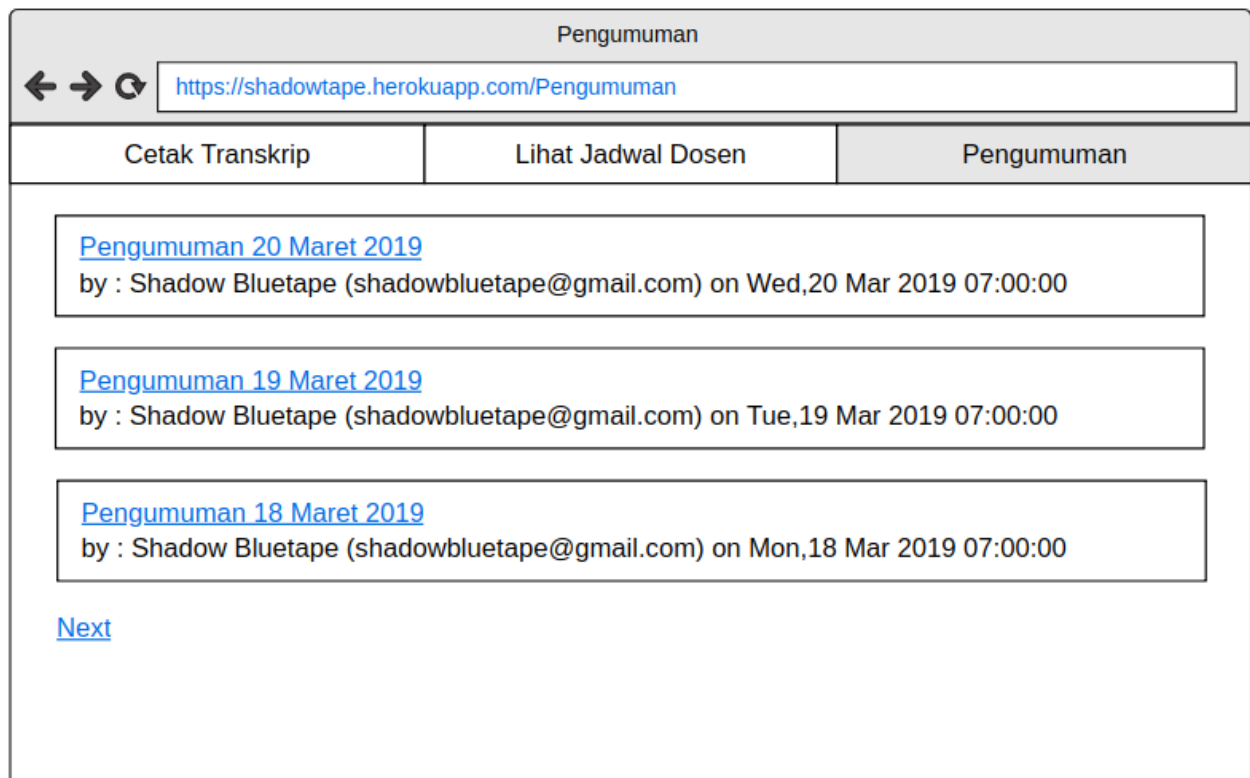 Pengumuman
https://shadowtape.herokuapp.com/Pengumuman
Cetak Transkrip Lihat Jadwal Dosen Pengumuman
Pengumuman 20 Maret 2019
by : Shadow Bluetape (shadowbluetape@gmail.com) on Wed,20 Mar 2019 07:00:00
Pengumuman 19 Maret 2019
by : Shadow Bluetape (shadowbluetape@gmail.com) on Tue,19 Mar 2019 07:00:00
Pengumuman 18 Maret 2019
by : Shadow Bluetape (shadowbluetape@gmail.com) on Mon,18 Mar 2019 07:00:00
Next